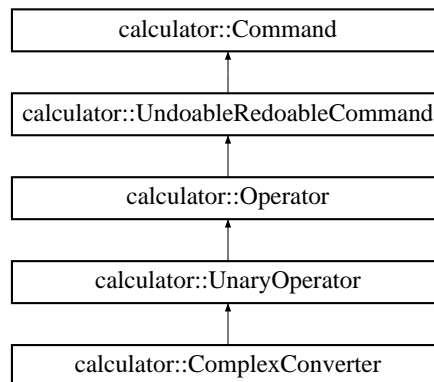 calculator::Command
calculator::UndoableRedoableCommand
calculator::Operator
calculator::UnaryOperator
calculator::ComplexConverter